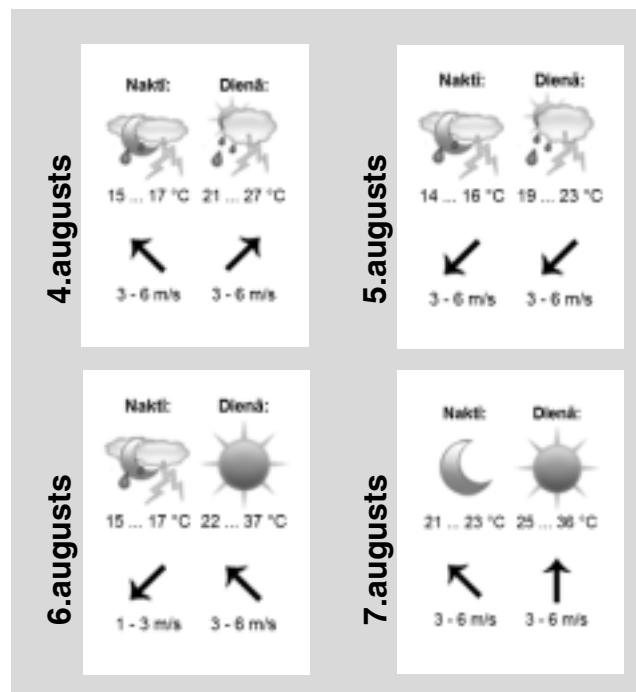 4.augusts
Naktī: Dienā:
15 ... 17 °C 21 ... 27 °C
3 - 6 m/s 3 - 6 m/s
5.augusts
Naktī: Dienā:
14 ... 16 °C 19 ... 23 °C
3 - 6 m/s 3 - 6 m/s
6.augusts
Naktī: Dienā:
15 ... 17 °C 22 ... 37 °C
1 - 3 m/s 3 - 6 m/s
7.augusts
Naktī: Dienā:
21 ... 23 °C 25 ... 36 °C
3 - 6 m/s 3 - 6 m/s